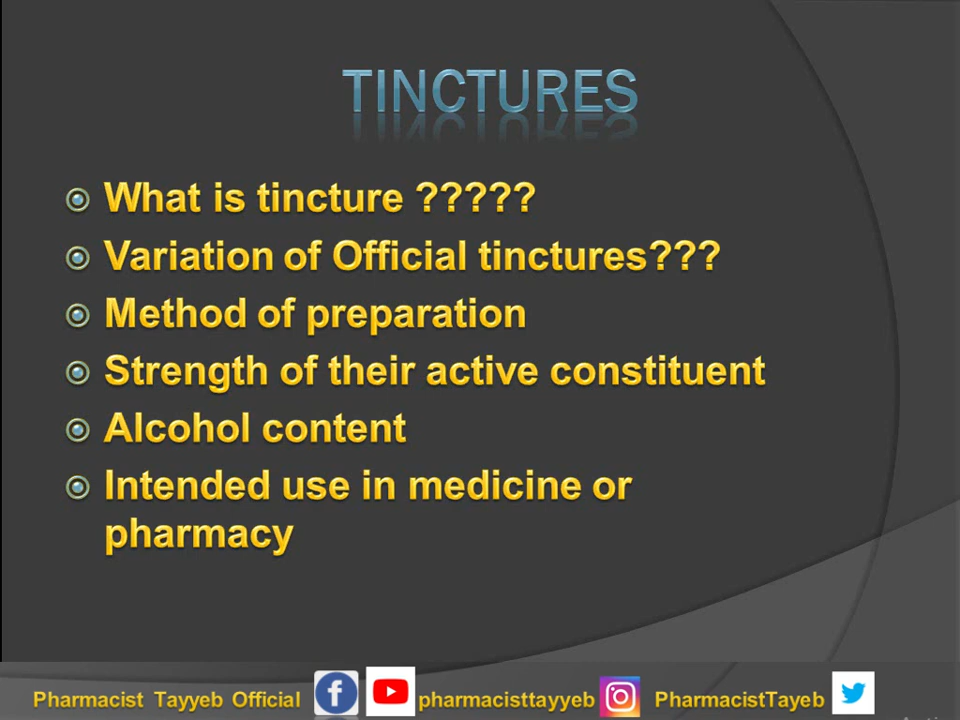 TINCTURES
What is tincture ?????
Variation of Official tinctures???
Method of preparation
Strength of their active constituent
Alcohol content
Intended use in medicine or
pharmacy
Pharmacist Tayyeb Official pharmacisttayyeb PharmacistTayeb